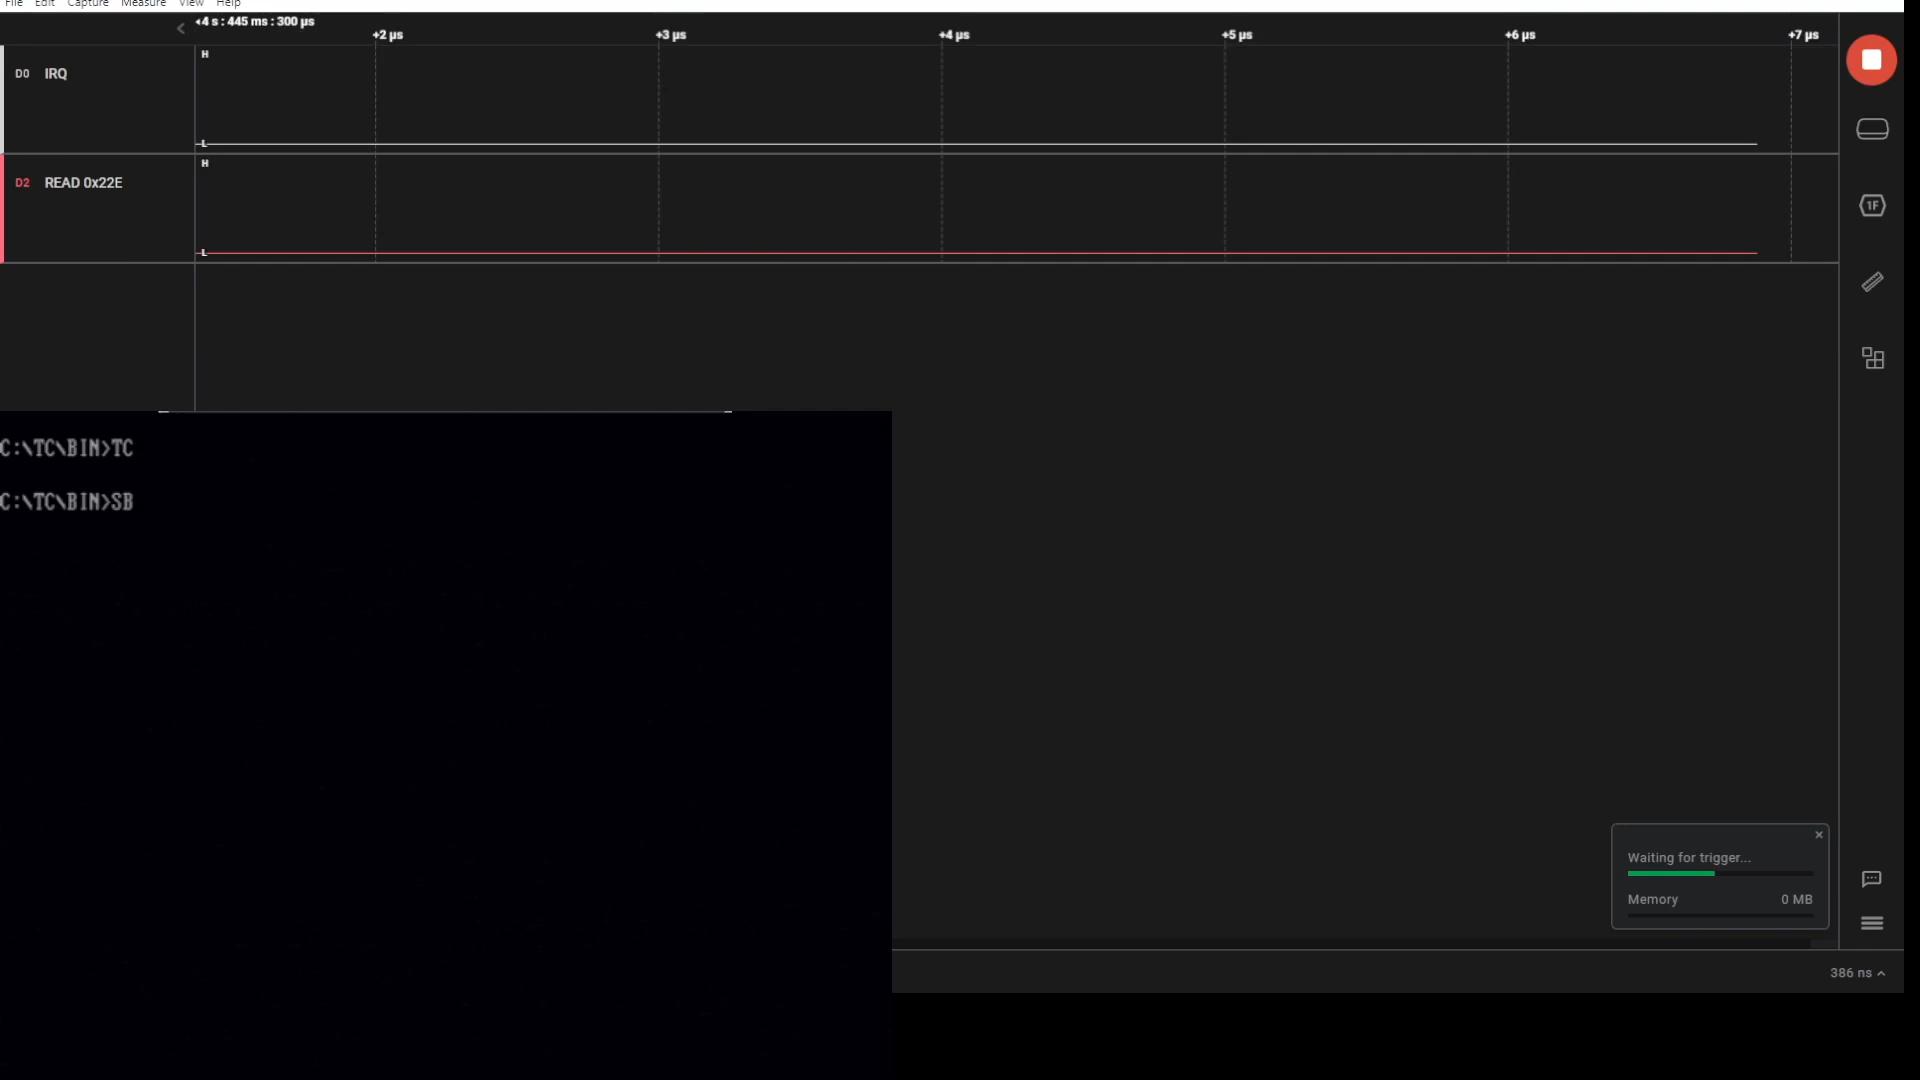 File Edit Capture Measure View Help
4 s : 445 ms : 300 µs
+2 µs +3 µs +4 µs +5 µs +6 µs +7 µs
D0 IRQ
H
L
D2 READ 0x22E
H
L
1F
C:\TC\BIN>TC
C:\TC\BIN>SB
Waiting for trigger...
Memory 0 MB
386 ns